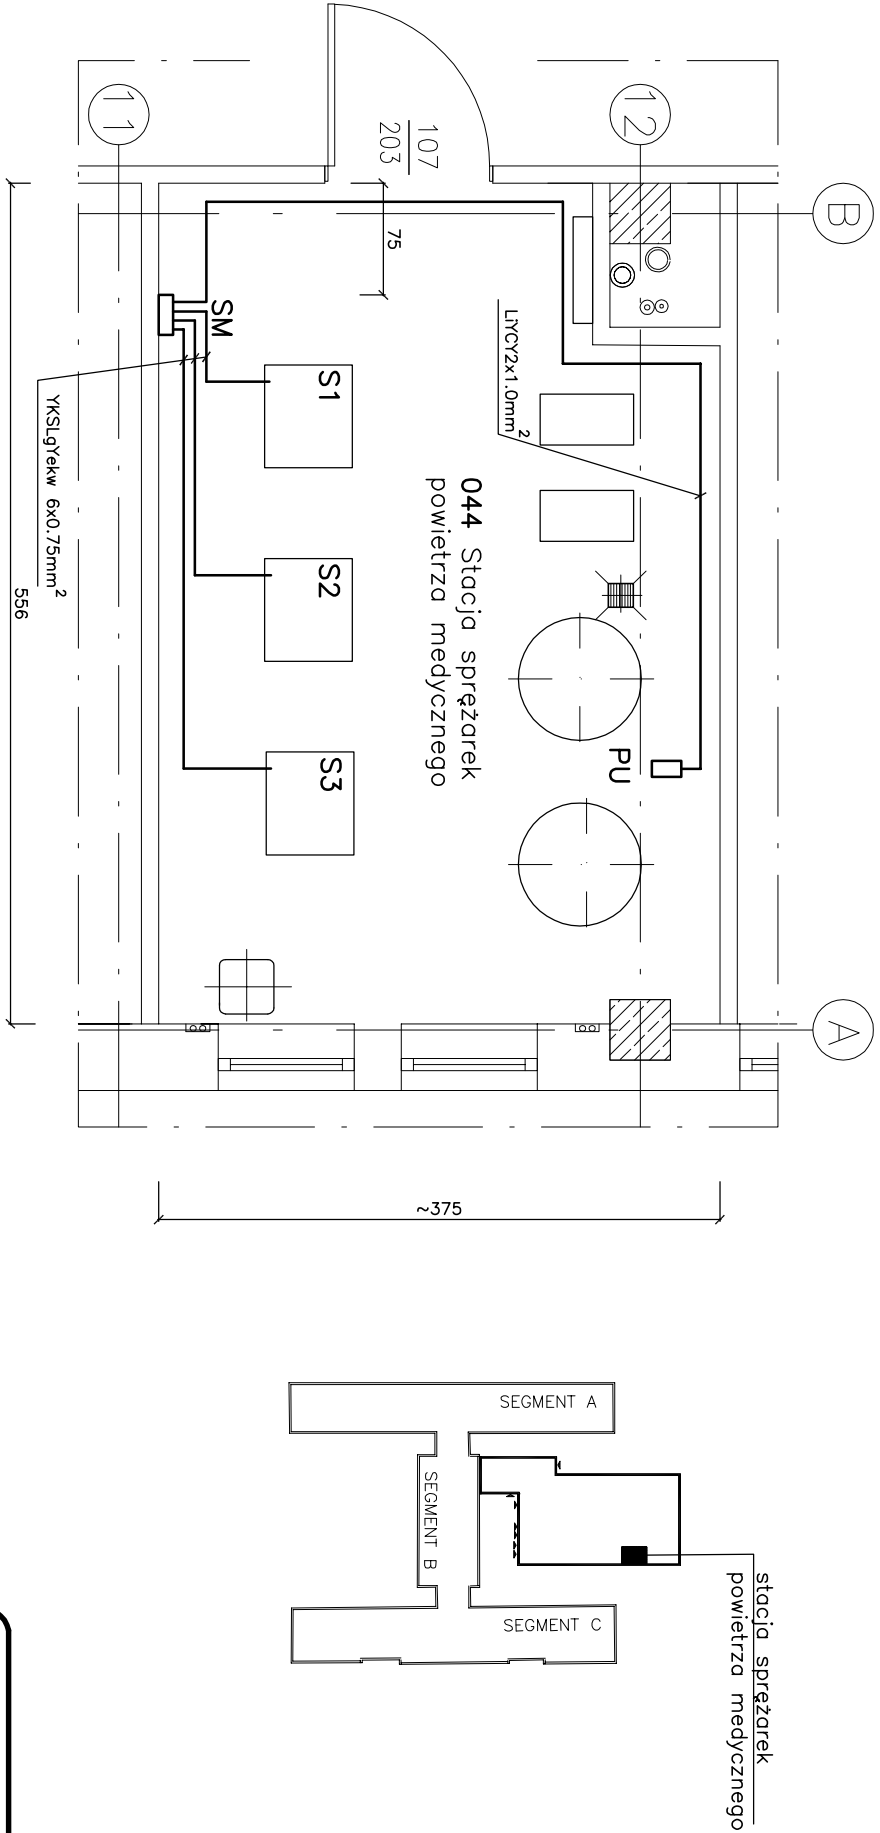 11
12
B
A
107
203
75
SM
S1
S2
S3
LiYCY2x1.0mm²
YKSLgYekw 6x0.75mm²
556
044 Stacja sprężarek
powietrza medycznego
PU
~375
SEGMENT A
SEGMENT B
SEGMENT C
stacja sprężarek
powietrza medycznego